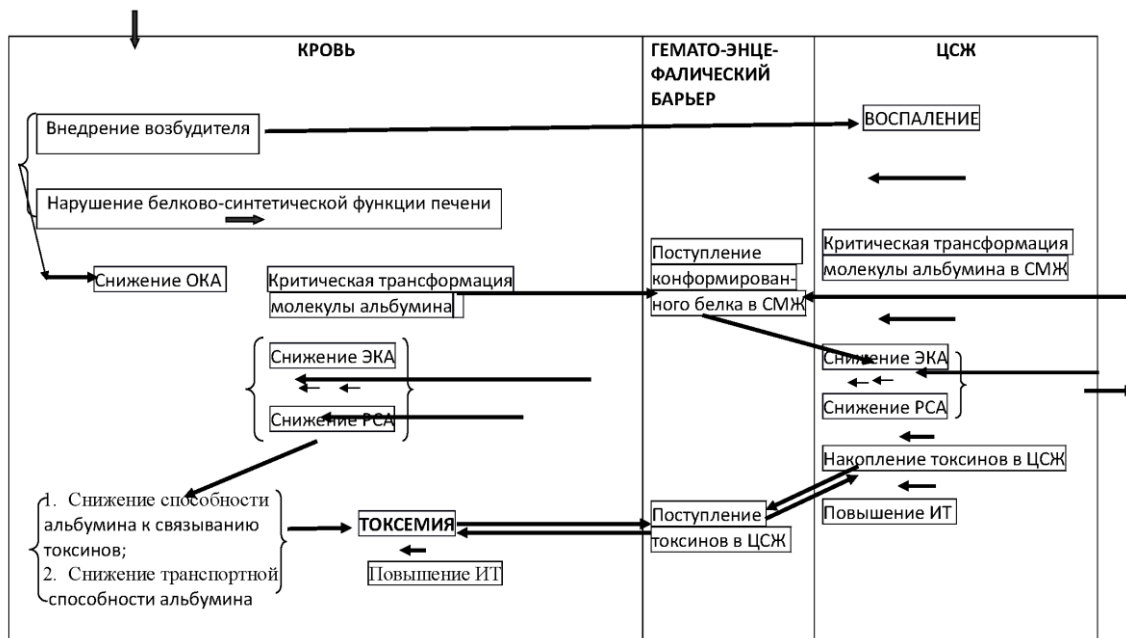 КРОВЬ
ГЕМАТО-ЭНЦЕ-
ФАЛИЧЕСКИЙ
БАРЬЕР
ЦСЖ
Внедрение возбудителя
ВОСПАЛЕНИЕ
Нарушение белково-синтетической функции печени
Снижение ОКА
Критическая трансформация
молекулы альбумина
Поступление
конформирован-
ного белка в СМЖ
Критическая трансформация
молекулы альбумина в СМЖ
Снижение ЭКА
Снижение РСА
Снижение ЭКА
Снижение РСА
Накопление токсинов в ЦСЖ
Повышение ИТ
1. Снижение способности
альбумина к связыванию
токсинов;
2. Снижение транспортной
способности альбумина
ТОКСЕМИЯ
Повышение ИТ
Поступление
токсинов в ЦСЖ